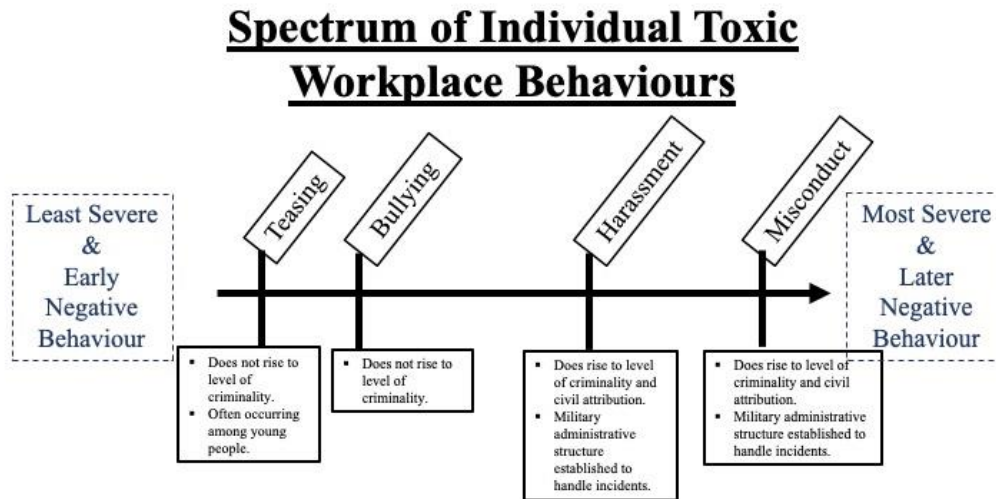 Spectrum of Individual Toxic
Workplace Behaviours
Least Severe
&
Early
Negative
Behaviour
Teasing
Bullying
Harassment
Misconduct
Most Severe
&
Later
Negative
Behaviour
▪ Does not rise to
level of
criminality.
▪ Often occurring
among young
people.
▪ Does not rise to
level of
criminality.
▪ Does rise to level
of criminality and
civil attribution.
▪ Military
administrative
structure
established to
handle incidents.
▪ Does rise to level of
criminality and civil
attribution.
▪ Military administrative
structure established to
handle incidents.